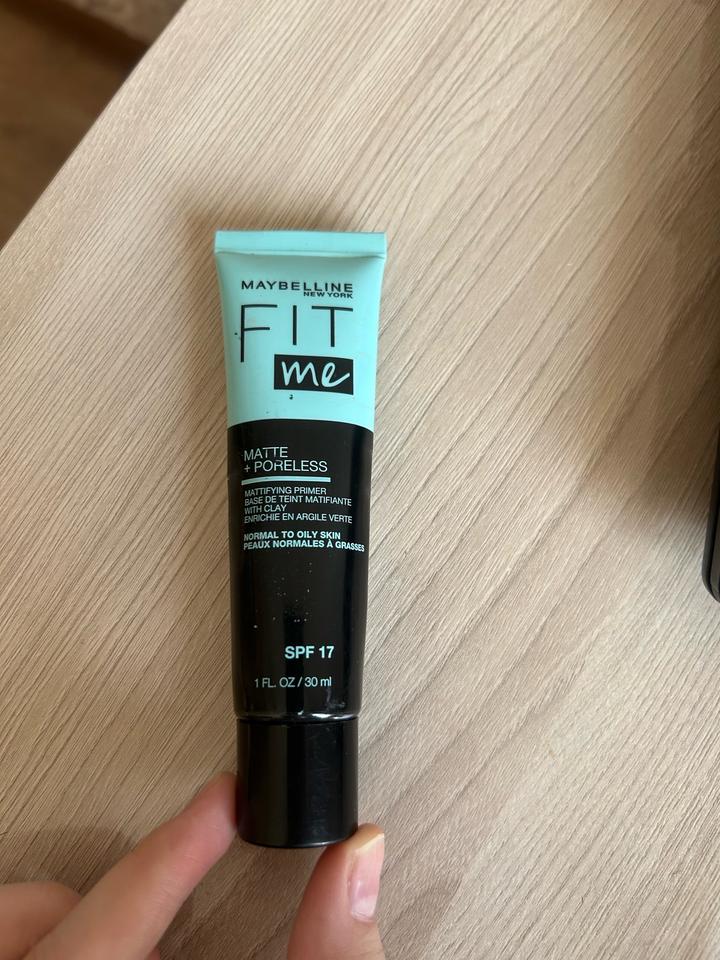 MAYBELLINE
NEW YORK
FIT
me
MATTE
+ PORELESS
MATTIFYING PRIMER
BASE DE TEINT MATIFIANTE
WITH CLAY
ENRICHIE EN ARGILE VERTE
NORMAL TO OILY SKIN
PEAUX NORMALES À GRASSES
SPF 17
1 FL. OZ / 30 ml